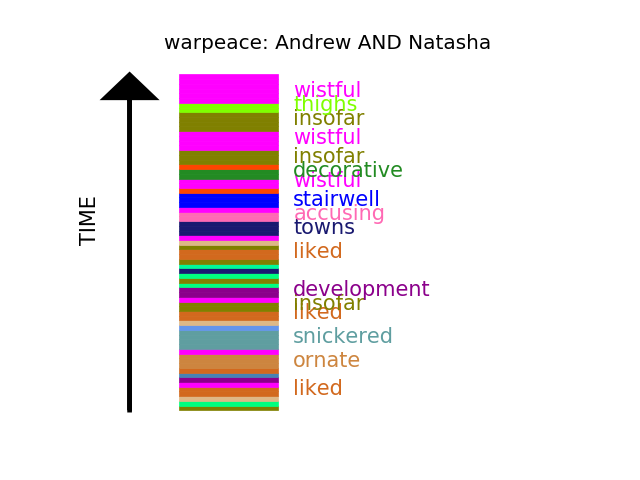 warpeace: Andrew AND Natasha
wistful
thighs
insofar
wistful
insofar
decorative
wistful
stairwell
accusing
towns
liked
development
insofar
liked
snickered
ornate
liked
TIME